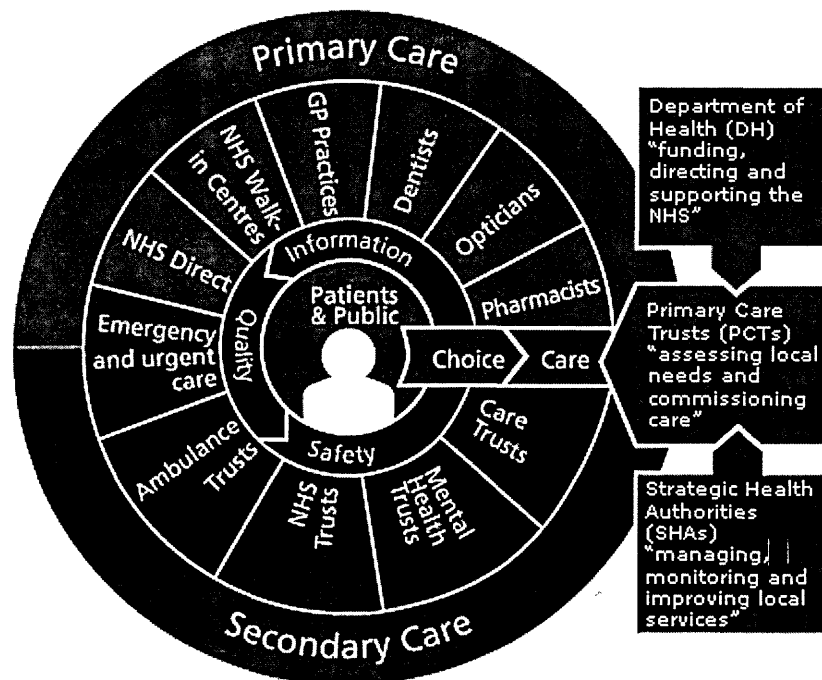 Primary Care
NHS Direct
NHS Walk-
in Centres
GP Practices
Dentists
Opticians
Pharmacists
Emergency
and urgent
care
Ambulance
Trusts
NHS
Trusts
Mental
Health
Trusts
Care
Trusts
Secondary Care
Information
Quality
Safety
Patients
& Public
Choice
Care
Department of
Health (DH)
“funding,
directing and
supporting the
NHS”
Primary Care
Trusts (PCTs)
“assessing local
needs and
commissioning
care”
Strategic Health
Authorities
(SHAs)
“managing,
monitoring and
improving local
services”